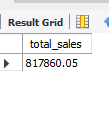 Result Grid
total_sales
817860.05